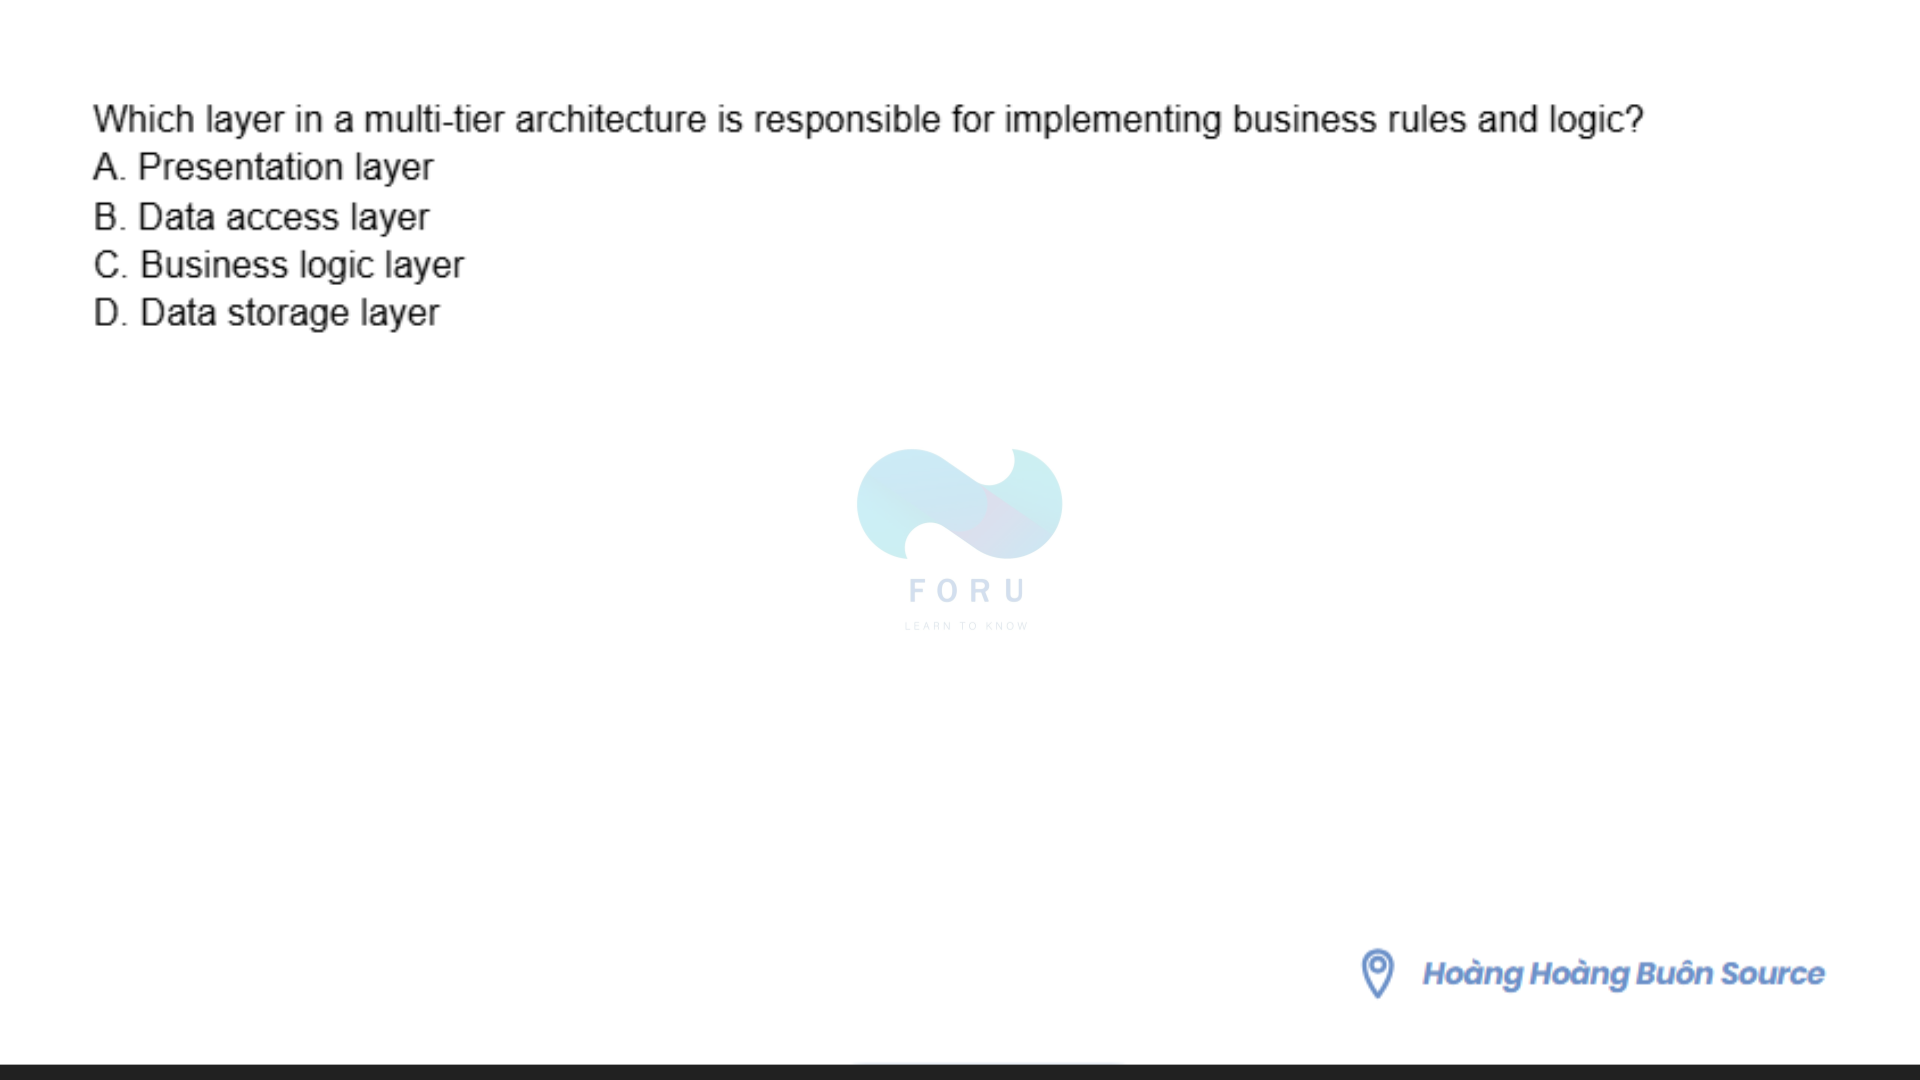 Which layer in a multi-tier architecture is responsible for implementing business rules and logic?
A. Presentation layer
B. Data access layer
C. Business logic layer
D. Data storage layer
FORU
LEARN TO KNOW
Hoàng Hoàng Buôn Source